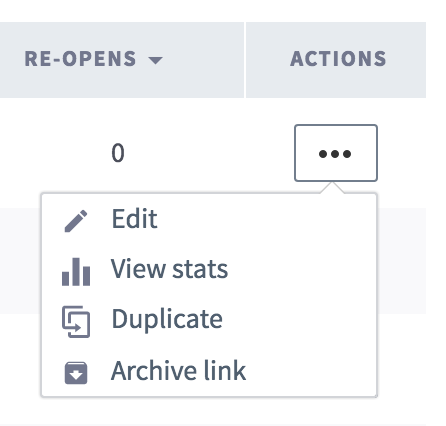 RE-OPENS ACTIONS
0
Edit
View stats
Duplicate
Archive link